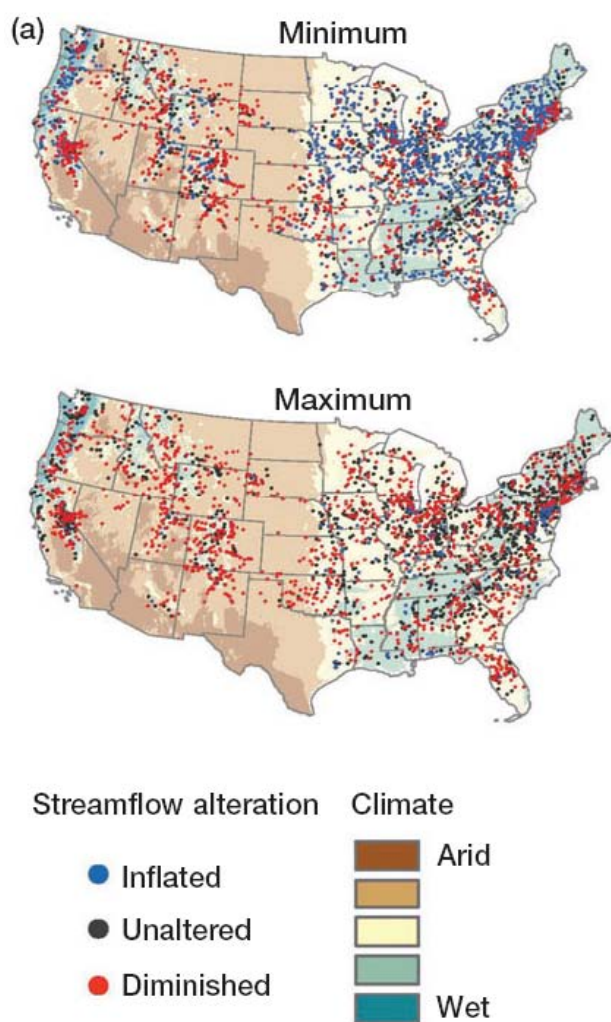 (a)
Minimum
Maximum
Streamflow alteration
Climate
Inflated
Unaltered
Diminished
Arid
Wet